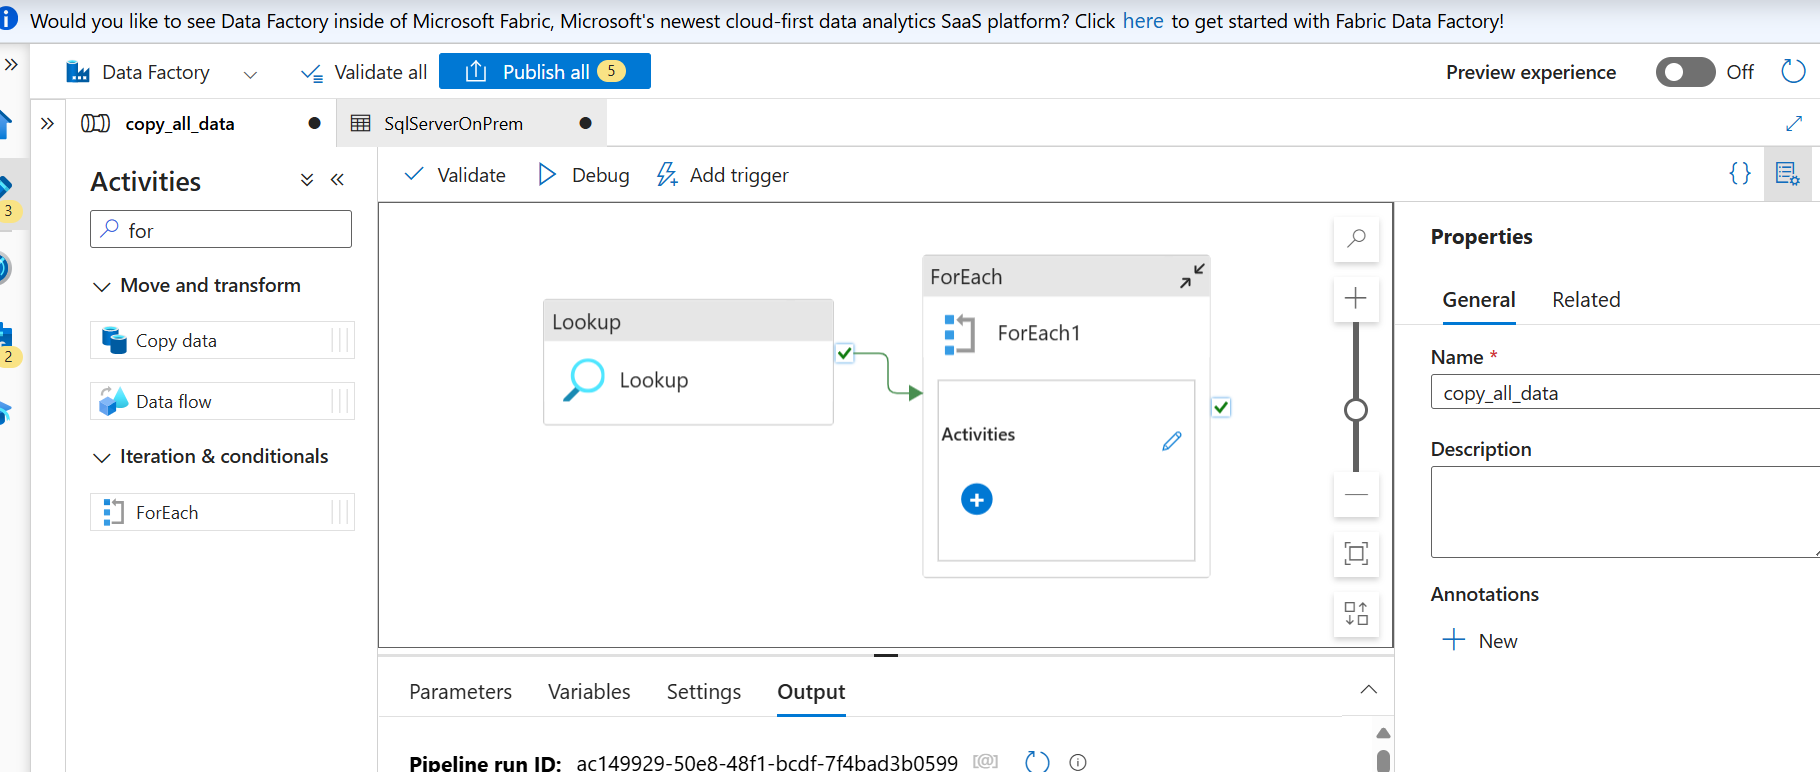 Would you like to see Data Factory inside of Microsoft Fabric, Microsoft's newest cloud-first data analytics SaaS platform? Click here to get started with Fabric Data Factory!
Data Factory
Validate all
Publish all 5
Preview experience
Off
copy_all_data
SqlServerOnPrem
Activities
Validate
Debug
Add trigger
{}
3
for
Move and transform
Copy data
Data flow
Iteration & conditionals
ForEach
2
Lookup
Lookup
ForEach
ForEach1
Activities
Properties
General
Related
Name *
copy_all_data
Description
Annotations
New
Parameters
Variables
Settings
Output
Pipeline run ID: ac149929-50e8-48f1-bcdf-7f4bad3b0599 [@]